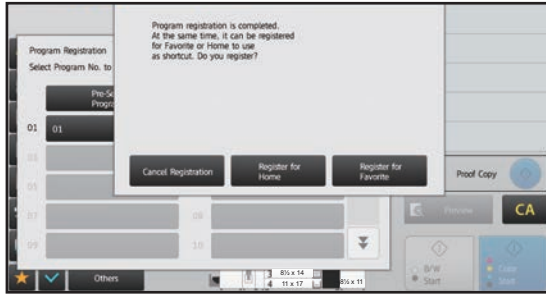 Program registration is completed.
At the same time, it can be registered
for Favorite or Home to use
as shortcut. Do you register?
Cancel Registration
Register for
Home
Register for
Favorite
Program Registration
Select Program No. to
Pre-Se
Progra
01
01
03
05
07
08
09
10
Proof Copy
Preview
CA
B/W
Start
Color
Start
Others
3
8½ x 14
4
11 x 17
8½ x 11